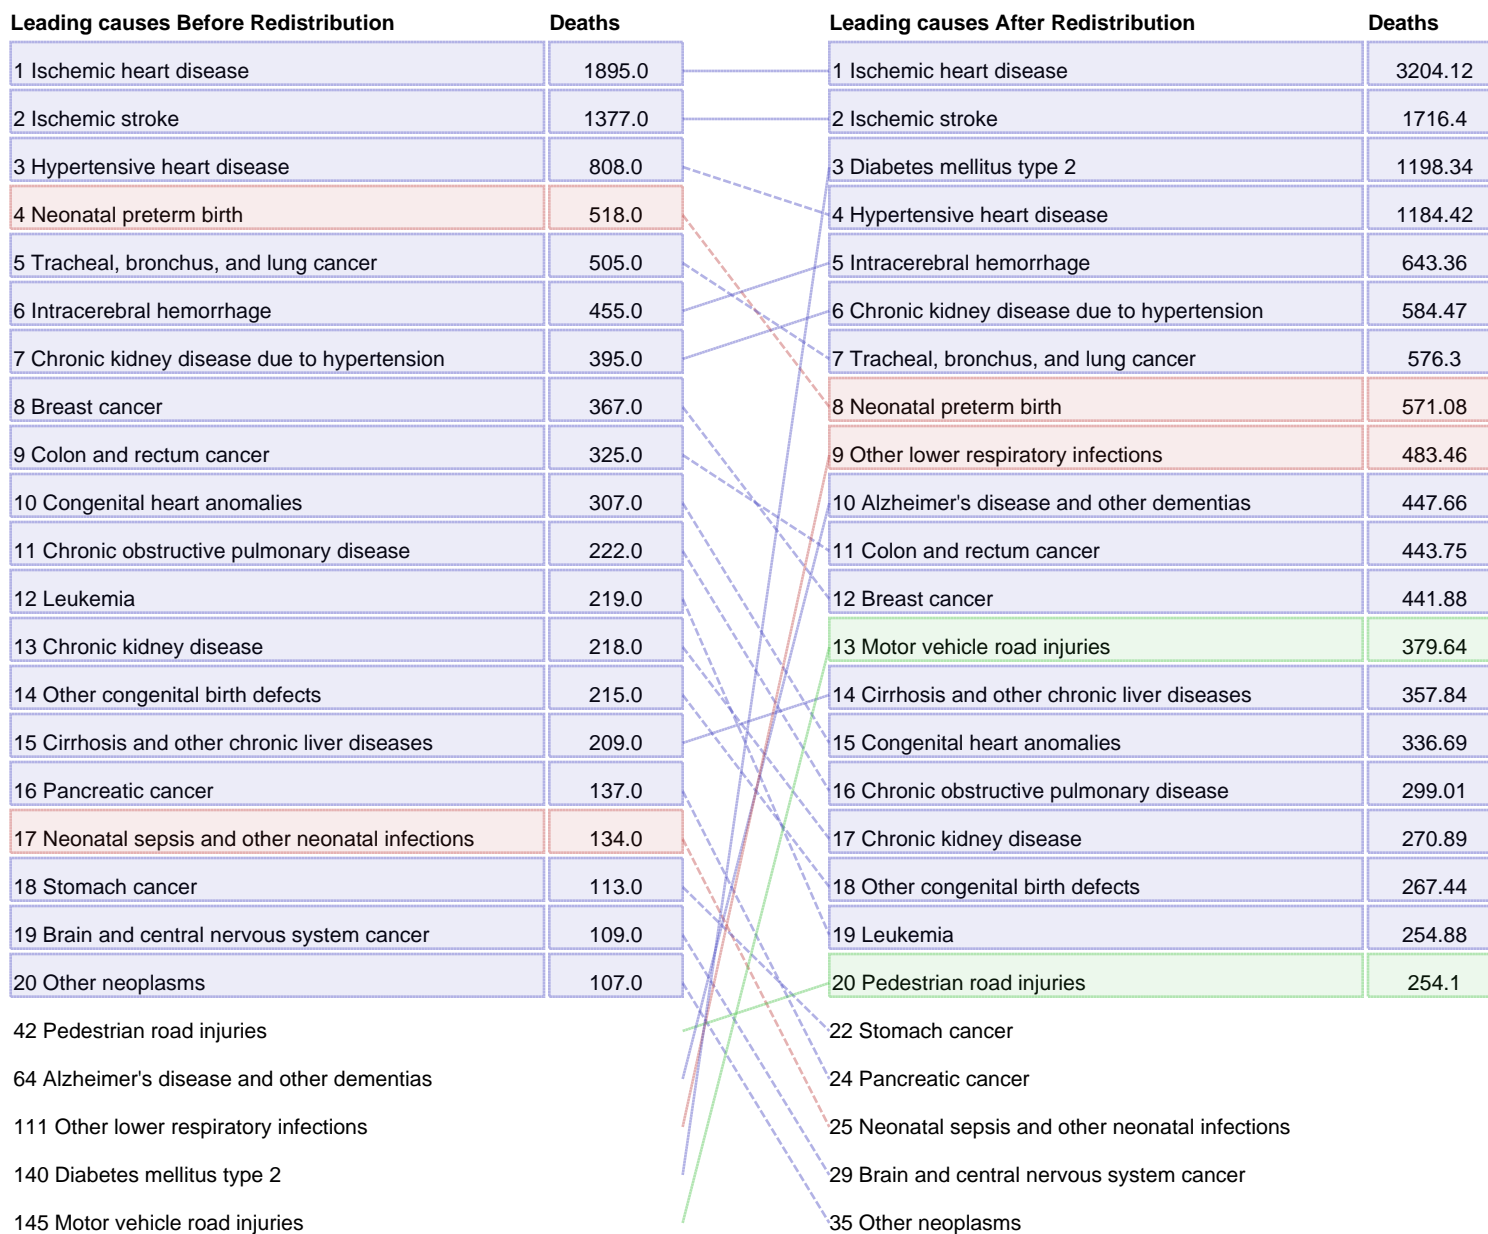 Leading causes Before Redistribution Deaths Leading causes After Redistribution Deaths
1 Ischemic heart disease 1895.0 1 Ischemic heart disease 3204.12
2 Ischemic stroke 1377.0 2 Ischemic stroke 1716.4
3 Hypertensive heart disease 808.0 3 Diabetes mellitus type 2 1198.34
4 Neonatal preterm birth 518.0 4 Hypertensive heart disease 1184.42
5 Tracheal, bronchus, and lung cancer 505.0 5 Intracerebral hemorrhage 643.36
6 Intracerebral hemorrhage 455.0 6 Chronic kidney disease due to hypertension 584.47
7 Chronic kidney disease due to hypertension 395.0 7 Tracheal, bronchus, and lung cancer 576.3
8 Breast cancer 367.0 8 Neonatal preterm birth 571.08
9 Colon and rectum cancer 325.0 9 Other lower respiratory infections 483.46
10 Congenital heart anomalies 307.0 10 Alzheimer's disease and other dementias 447.66
11 Chronic obstructive pulmonary disease 222.0 11 Colon and rectum cancer 443.75
12 Leukemia 219.0 12 Breast cancer 441.88
13 Chronic kidney disease 218.0 13 Motor vehicle road injuries 379.64
14 Other congenital birth defects 215.0 14 Cirrhosis and other chronic liver diseases 357.84
15 Cirrhosis and other chronic liver diseases 209.0 15 Congenital heart anomalies 336.69
16 Pancreatic cancer 137.0 16 Chronic obstructive pulmonary disease 299.01
17 Neonatal sepsis and other neonatal infections 134.0 17 Chronic kidney disease 270.89
18 Stomach cancer 113.0 18 Other congenital birth defects 267.44
19 Brain and central nervous system cancer 109.0 19 Leukemia 254.88
20 Other neoplasms 107.0 20 Pedestrian road injuries 254.1
42 Pedestrian road injuries 22 Stomach cancer
64 Alzheimer's disease and other dementias 24 Pancreatic cancer
111 Other lower respiratory infections 25 Neonatal sepsis and other neonatal infections
140 Diabetes mellitus type 2 29 Brain and central nervous system cancer
145 Motor vehicle road injuries 35 Other neoplasms